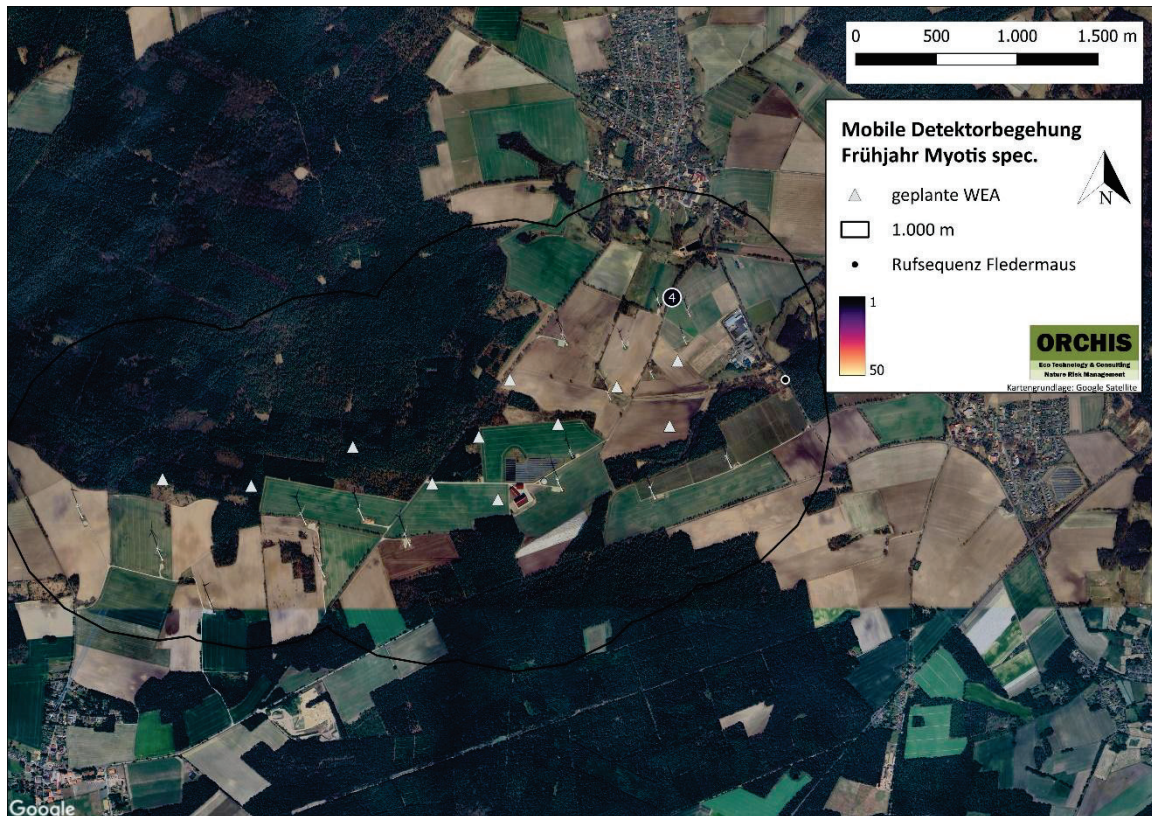 0 500 1.000 1.500 m
Mobile Detektorbegehung
Frühjahr Myotis spec.
N
geplante WEA
1.000 m
Rufsequenz Fledermaus
1
50
ORCHIS
Eco Technology & Consulting
Nature Risk Management
Kartengrundlage: Google Satellite
4
Google